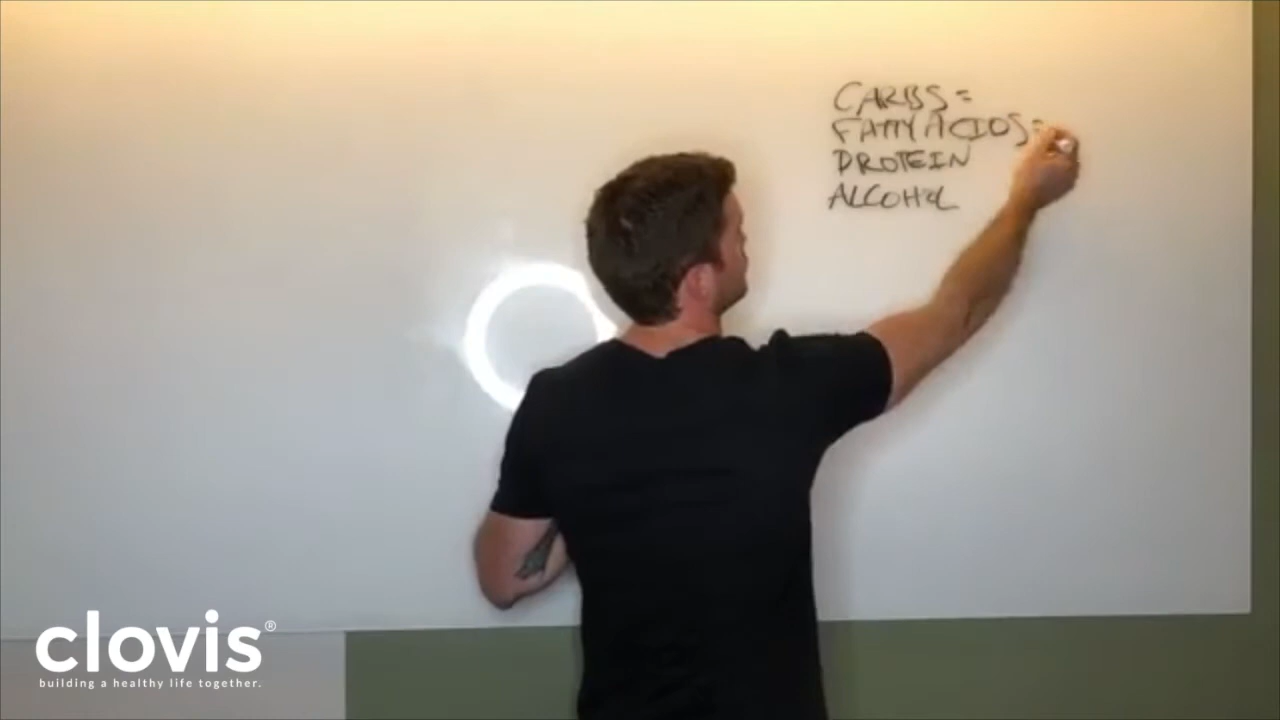 CARBS =
FATTY ACIDS =
PROTEIN
ALCOHOL
clovis®
building a healthy life together.